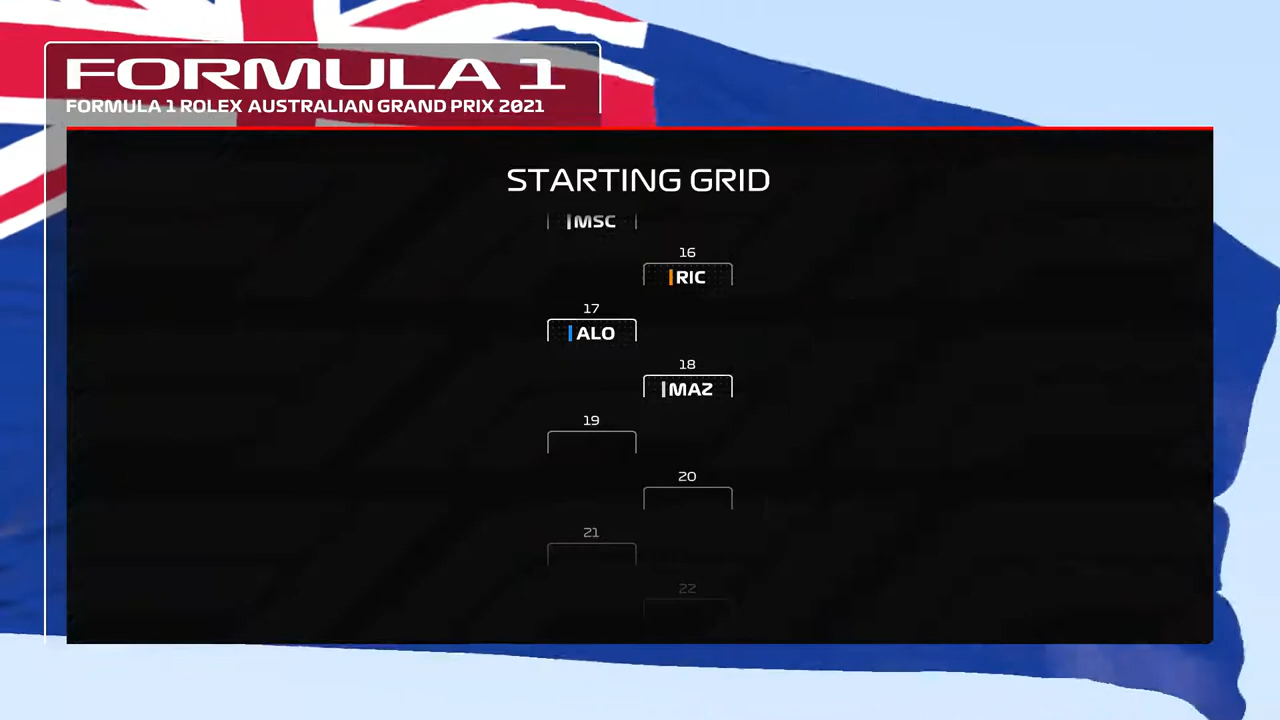 FORMULA 1
FORMULA 1 ROLEX AUSTRALIAN GRAND PRIX 2021
STARTING GRID
MSC
16
RIC
17
ALO
18
MAZ
19
20
21
22